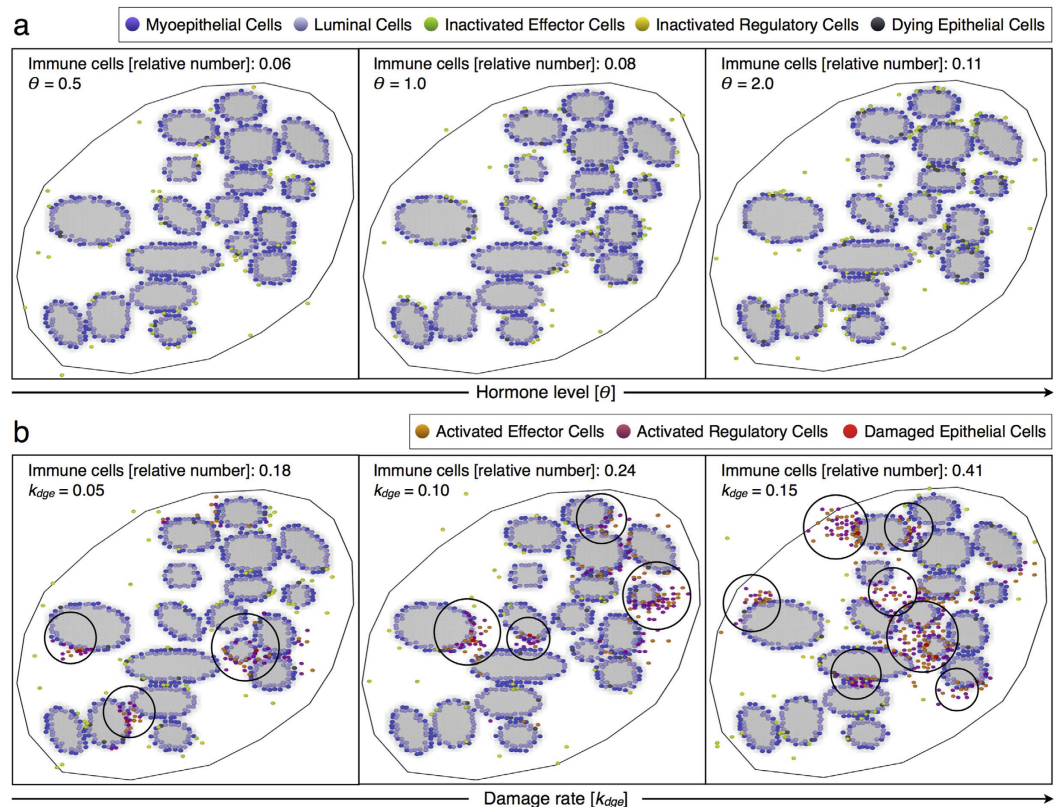 a
Myoepithelial Cells Luminal Cells Inactivated Effector Cells Inactivated Regulatory Cells Dying Epithelial Cells
Immune cells [relative number]: 0.06
θ = 0.5
Immune cells [relative number]: 0.08
θ = 1.0
Immune cells [relative number]: 0.11
θ = 2.0
Hormone level [θ]
b
Activated Effector Cells Activated Regulatory Cells Damaged Epithelial Cells
Immune cells [relative number]: 0.18
kdge = 0.05
Immune cells [relative number]: 0.24
kdge = 0.10
Immune cells [relative number]: 0.41
kdge = 0.15
Damage rate [kdge]